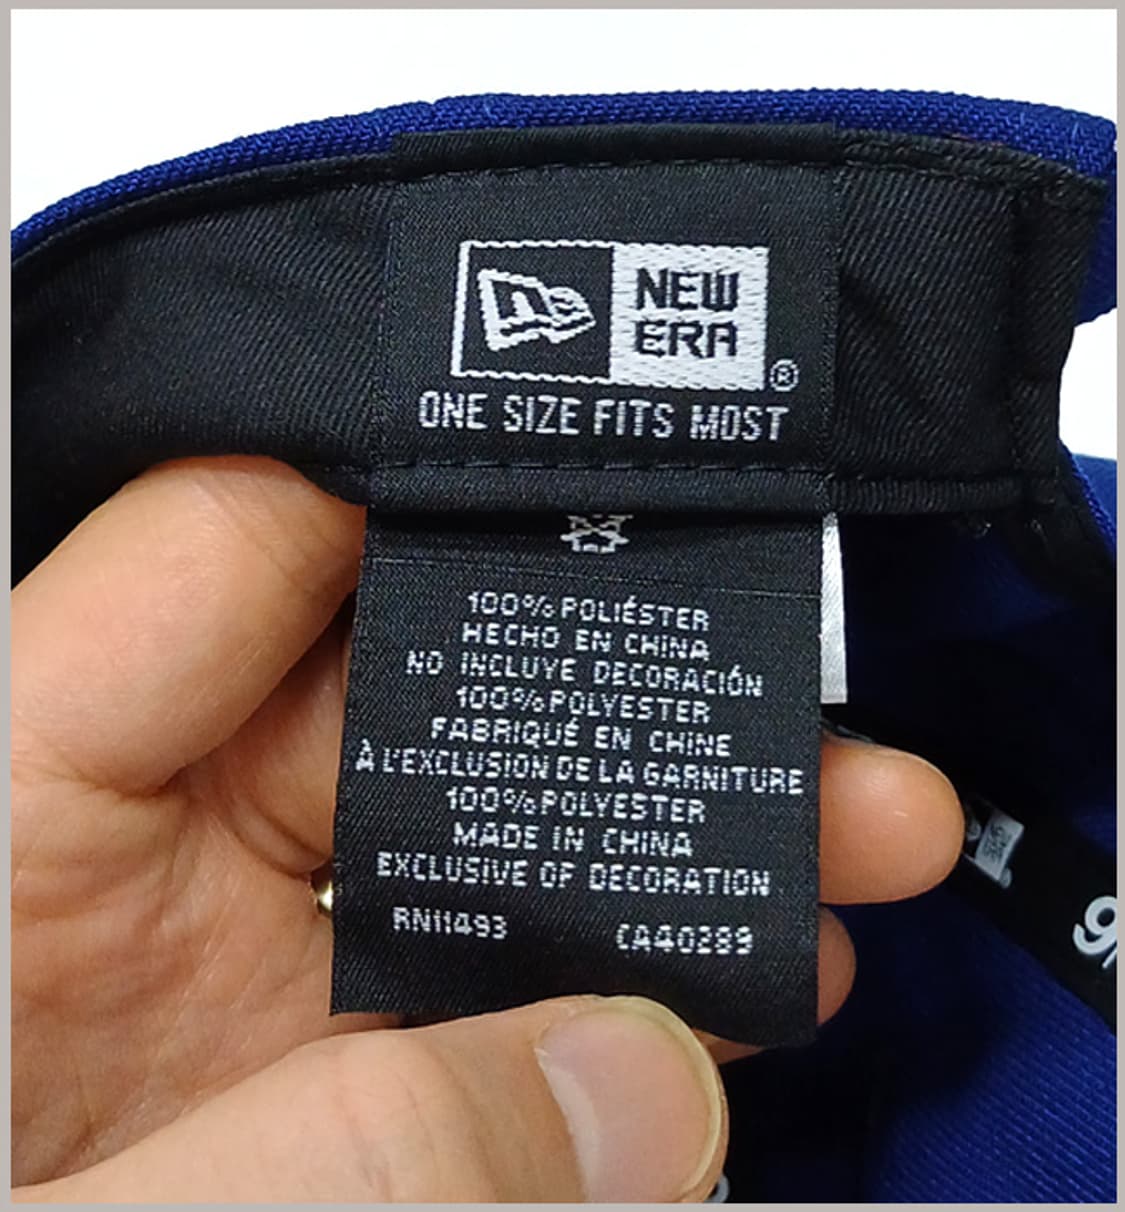 NEW
ERA
®
ONE SIZE FITS MOST
100% POLIÉSTER
HECHO EN CHINA
NO INCLUYE DECORACIÓN
100% POLYESTER
FABRIQUÉ EN CHINE
À L'EXCLUSION DE LA GARNITURE
100% POLYESTER
MADE IN CHINA
EXCLUSIVE OF DECORATION
RN11493 CA40289
9